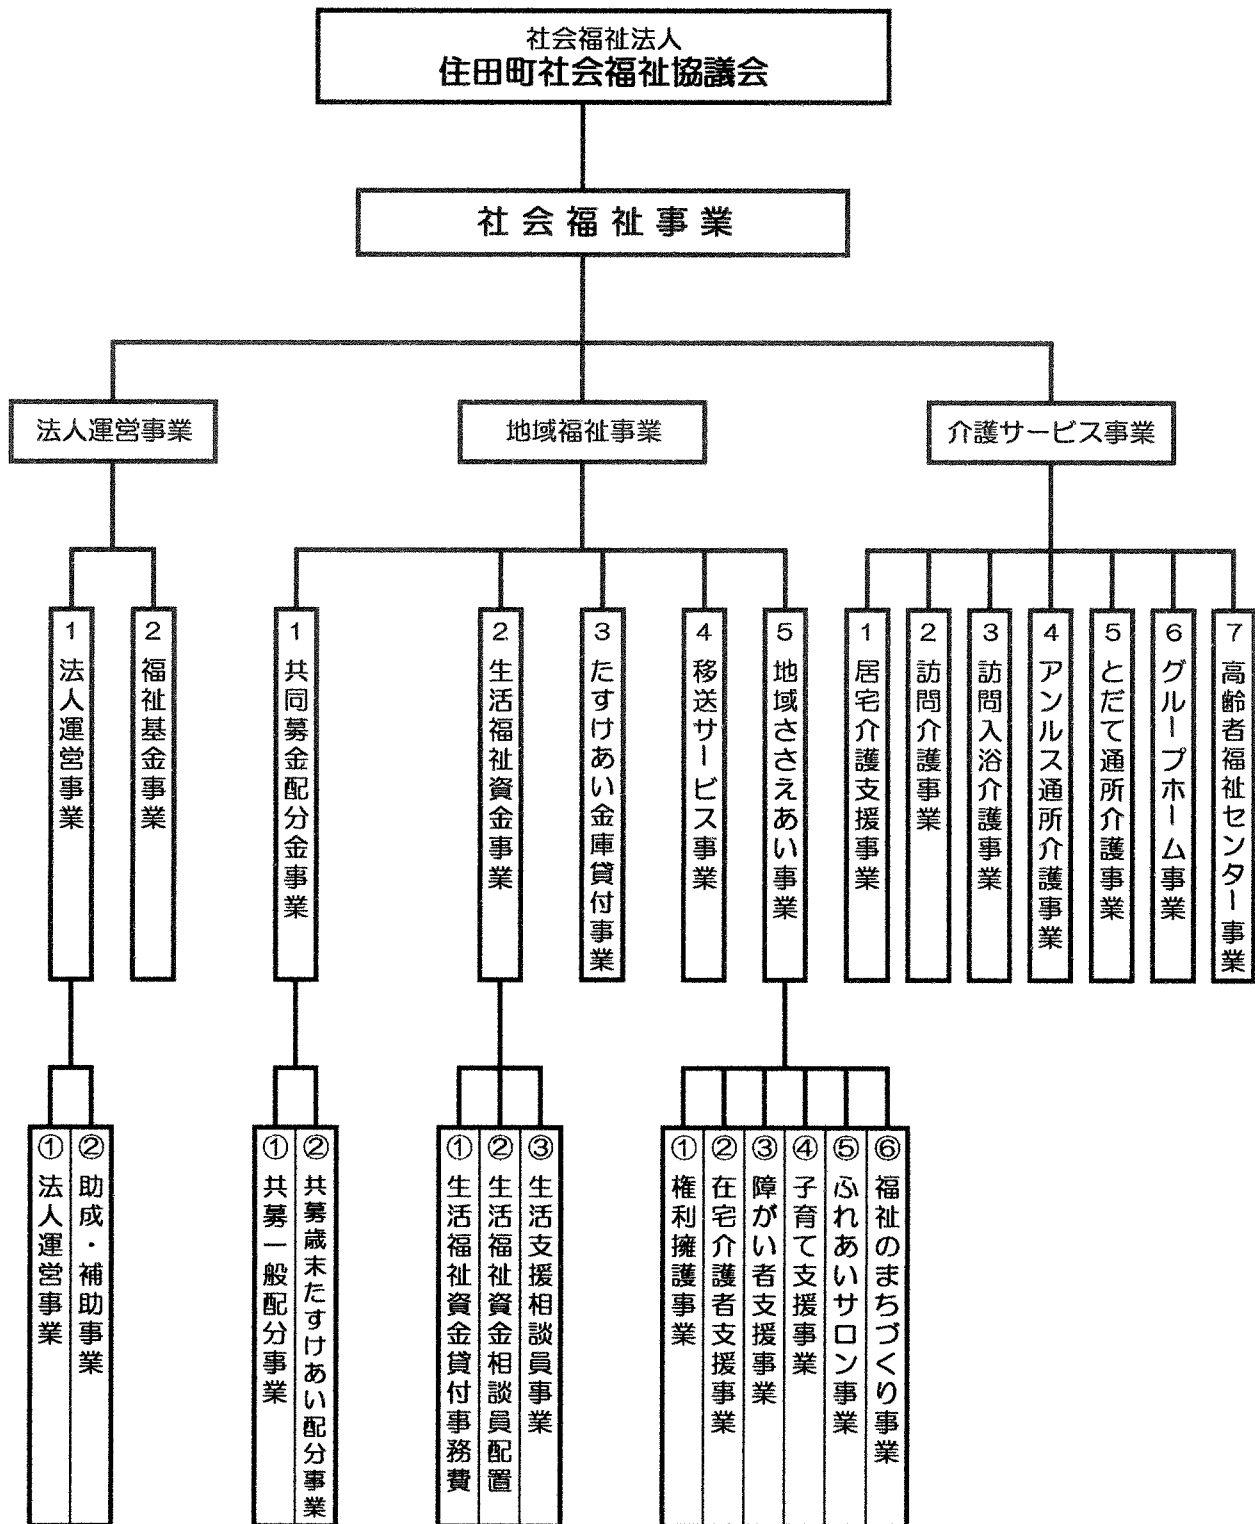 社会福祉法人
住田町社会福祉協議会
社会福祉事業
法人運営事業
地域福祉事業
介護サービス事業
1 法人運営事業
2 福祉基金事業
1 共同募金配分金事業
2 生活福祉資金事業
3 たすけあい金庫貸付事業
4 移送サービス事業
5 地域ささえあい事業
1 居宅介護支援事業
2 訪問介護事業
3 訪問入浴介護事業
4 アンルス通所介護事業
5 とだて通所介護事業
6 グループホーム事業
7 高齢者福祉センター事業
① 法人運営事業
② 助成・補助事業
① 共募一般配分事業
② 共募歳末たすけあい配分事業
① 生活福祉資金貸付事務費
② 生活福祉資金相談員配置
③ 生活支援相談員事業
① 権利擁護事業
② 在宅介護者支援事業
③ 障がい者支援事業
④ 子育て支援事業
⑤ ふれあいサロン事業
⑥ 福祉のまちづくり事業